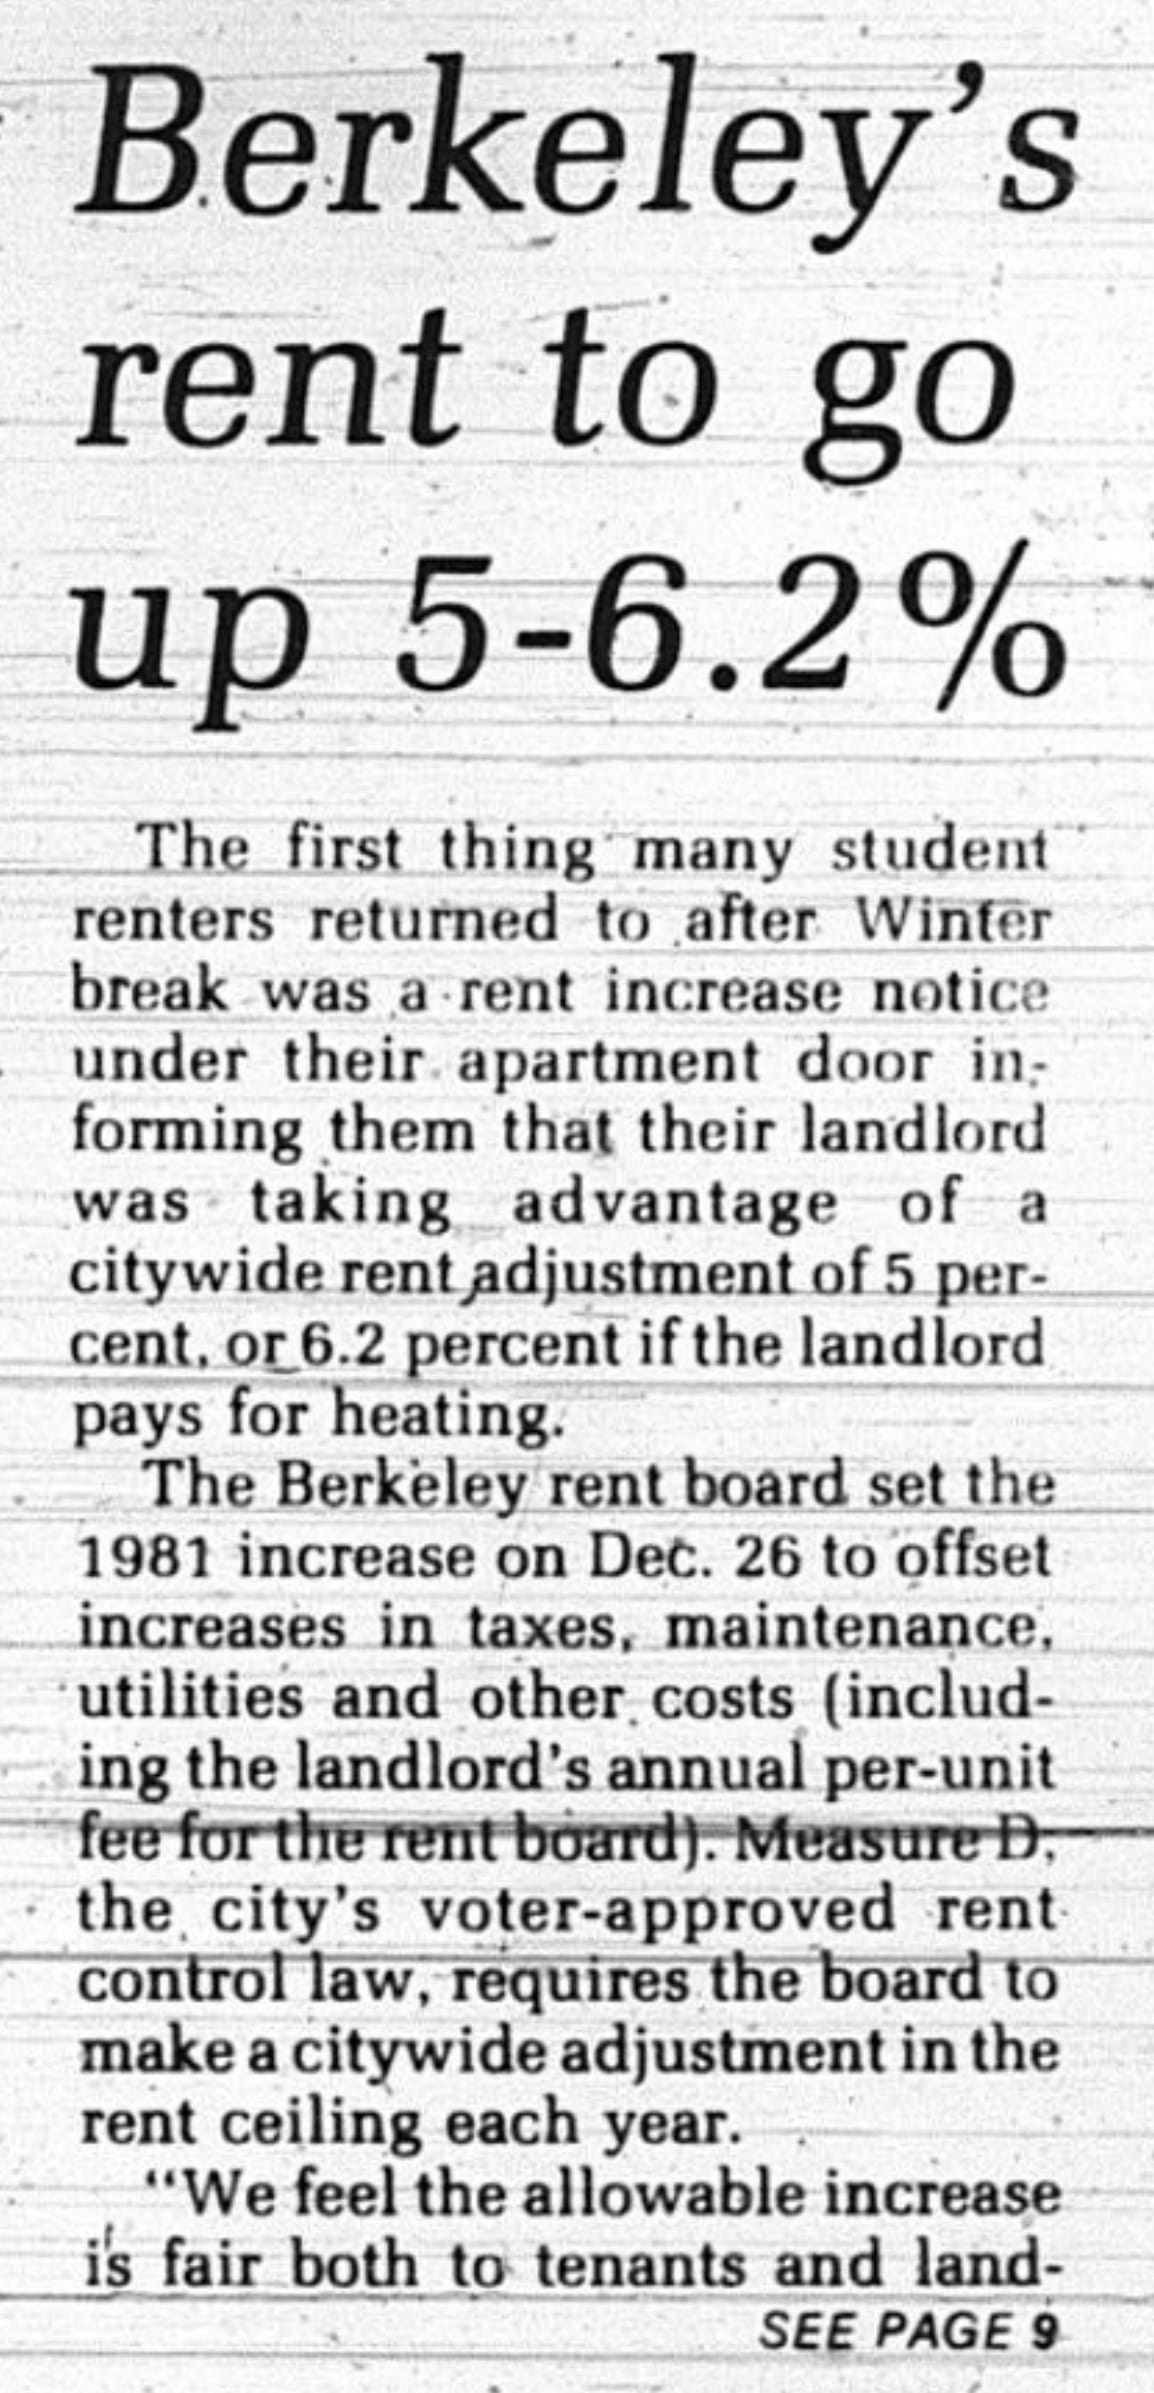 Berkeley's
rent to go
up 5-6.2%
The first thing many student
renters returned to after Winter
break was a rent increase notice
under their apartment door in-
forming them that their landlord
was taking advantage of a
citywide rent adjustment of 5 per-
cent, or 6.2 percent if the landlord
pays for heating.
The Berkeley rent board set the
1981 increase on Dec. 26 to offset
increases in taxes, maintenance,
utilities and other costs (includ-
ing the landlord's annual per-unit
fee for the rent board). Measure D,
the city's voter-approved rent
control law, requires the board to
make a citywide adjustment in the
rent ceiling each year.
"We feel the allowable increase
is fair both to tenants and land-
SEE PAGE 9